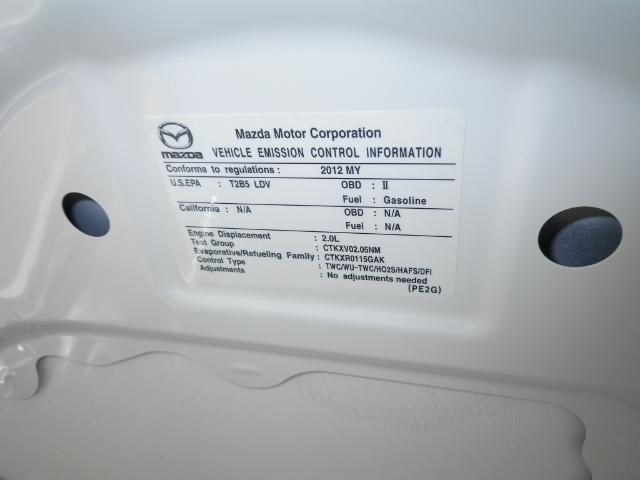 mazda
Mazda Motor Corporation
VEHICLE EMISSION CONTROL INFORMATION
Conforms to regulations : 2012 MY
U.S.EPA : T2B5 LDV OBD : II
Fuel : Gasoline
California : N/A OBD : N/A
Fuel : N/A
Engine Displacement : 2.0L
Test Group : CTKXV02.05NM
Evaporative/Refueling Family : CTKXR0115GAK
Control Type : TWC/WU-TWC/HO2S/HAFS/DFI
Adjustments : No adjustments needed
(PE2G)